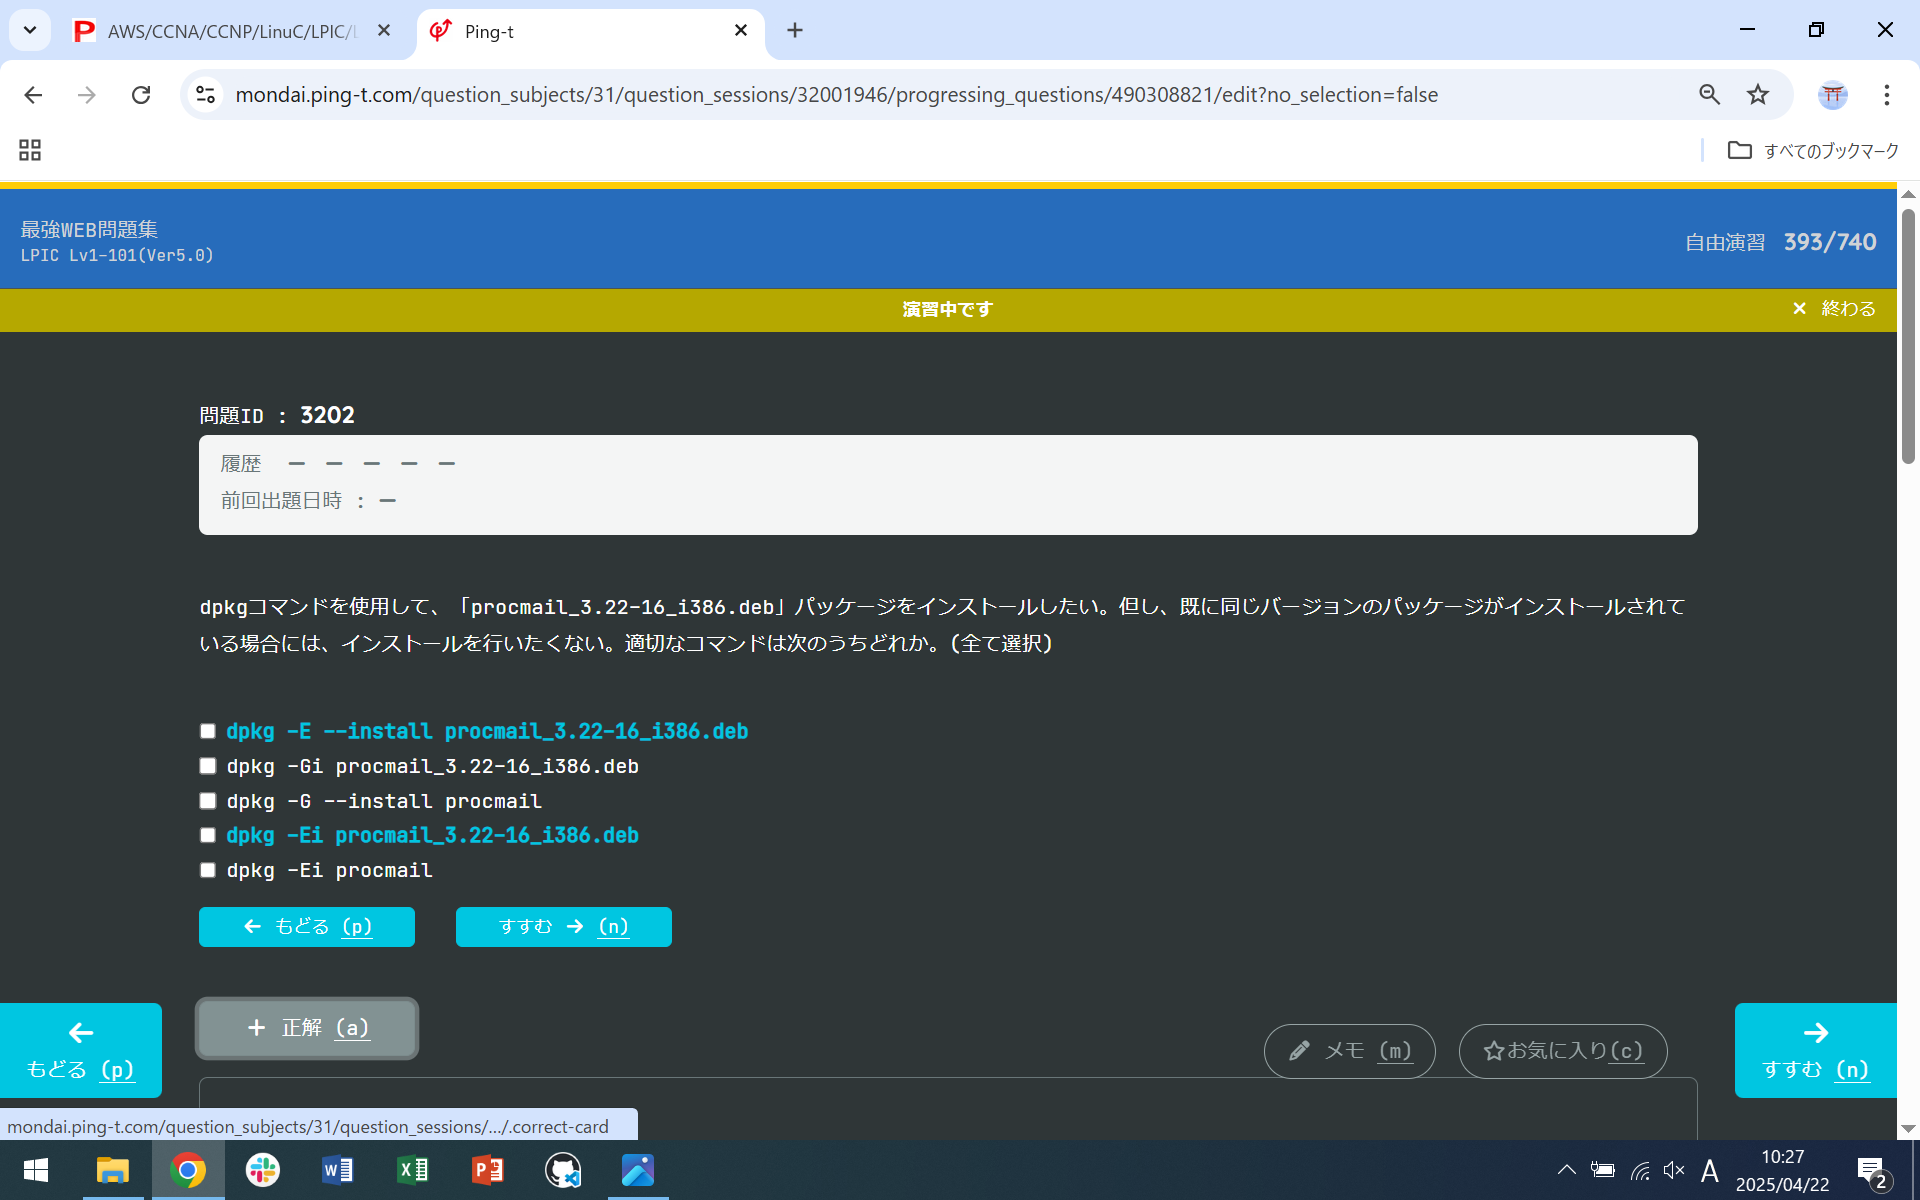 AWS/CCNA/CCNP/LinuC/LPIC/
Ping-t
mondai.ping-t.com/question_subjects/31/question_sessions/32001946/progressing_questions/490308821/edit?no_selection=false
すべてのブックマーク
最強WEB問題集
LPIC Lv1-101(Ver5.0)
自由演習 393/740
演習中です
× 終わる
問題ID : 3202
履歴 ー ー ー ー ー
前回出題日時 : ー
dpkgコマンドを使用して、「procmail_3.22-16_i386.deb」パッケージをインストールしたい。但し、既に同じバージョンのパッケージがインストールされて
いる場合には、インストールを行いたくない。適切なコマンドは次のうちどれか。(全て選択)
dpkg -E --install procmail_3.22-16_i386.deb
dpkg -Gi procmail_3.22-16_i386.deb
dpkg -G --install procmail
dpkg -Ei procmail_3.22-16_i386.deb
dpkg -Ei procmail
← もどる (p)
すすむ → (n)
+ 正解 (a)
メモ (m)
☆お気に入り(c)
←
もどる (p)
→
すすむ (n)
mondai.ping-t.com/question_subjects/31/question_sessions/.../.correct-card
A
10:27
2025/04/22
2